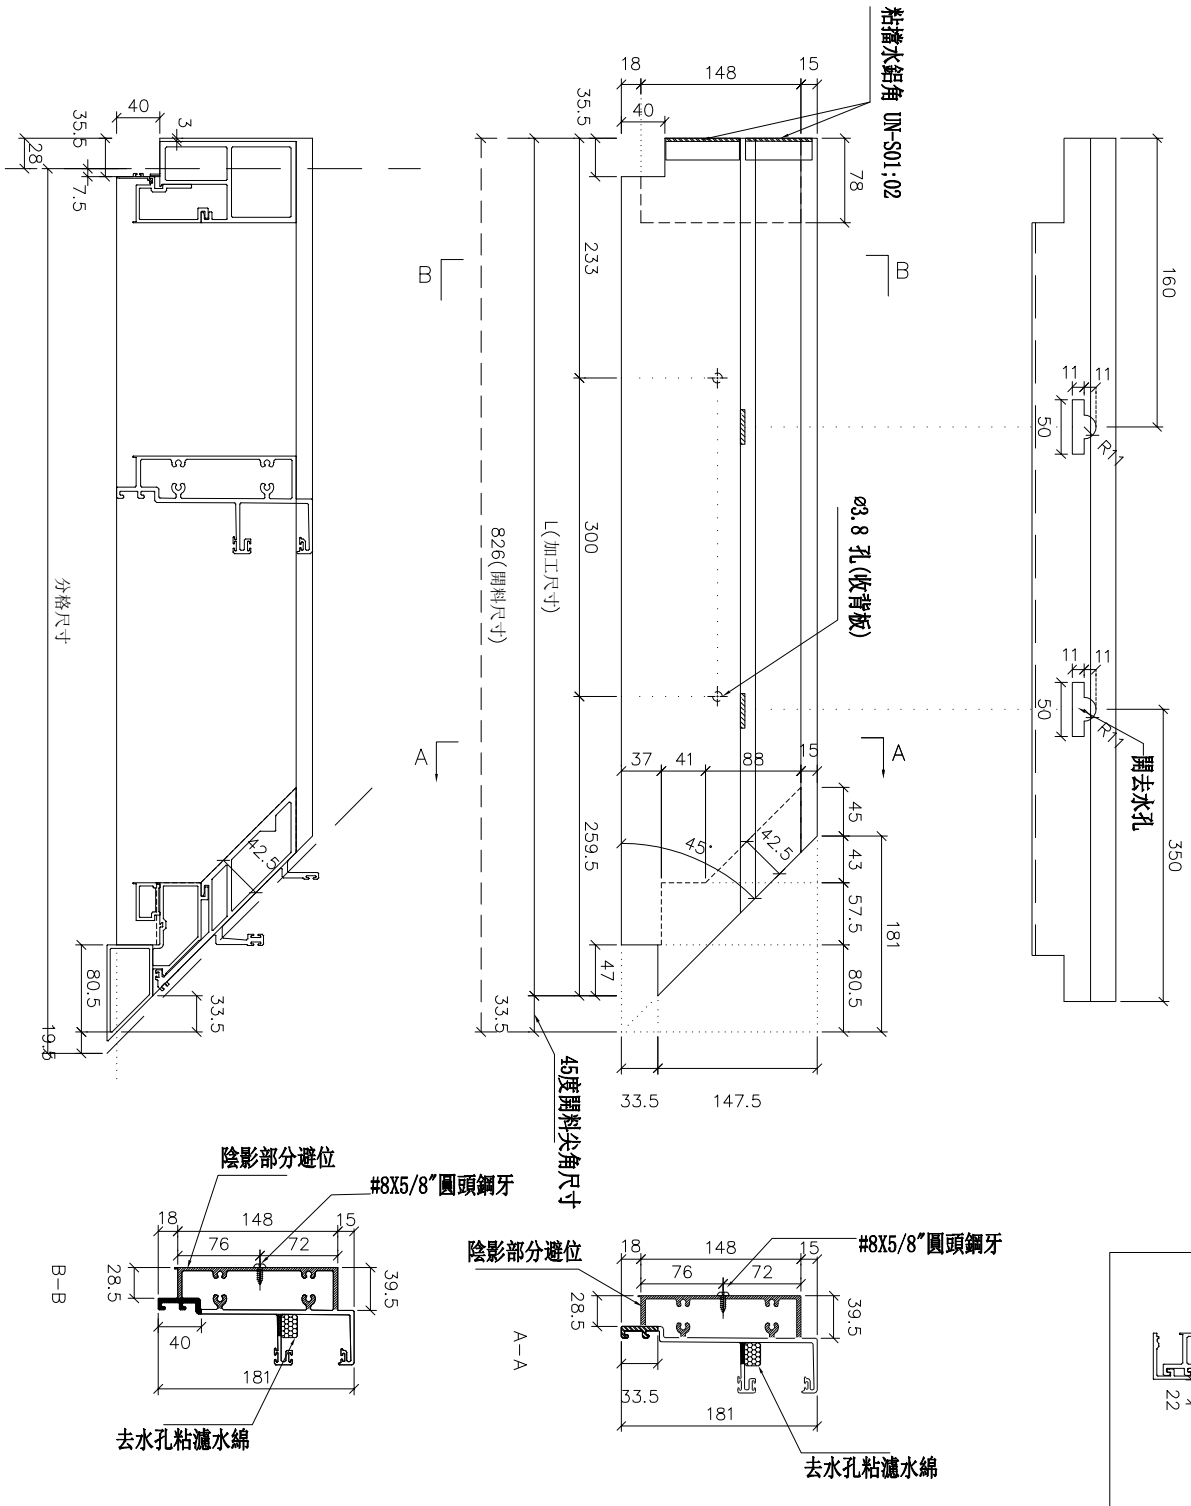 粘擋水鋁角 UN-S01;02
18
148
15
40
35.5
78
40
35.5
28
3
7.5
160
11
11
50
R11
B
B
233
ø3.8 孔(收背板)
300
L(加工尺寸)
826(開料尺寸)
分格尺寸
11
11
50
R11
開去水孔
350
A
A
37
41
88
15
45
43
57.5
80.5
181
45°
42.5
259.5
47
33.5
42.5
80.5
33.5
19.5
33.5
147.5
45度開料尖角尺寸
陰影部分避位
#8X5/8"圓頭鋼牙
18
148
15
76
72
28.5
39.5
40
181
B-B
去水孔粘濾水綿
陰影部分避位
#8X5/8"圓頭鋼牙
18
148
15
76
72
28.5
39.5
33.5
181
A-A
去水孔粘濾水綿
22